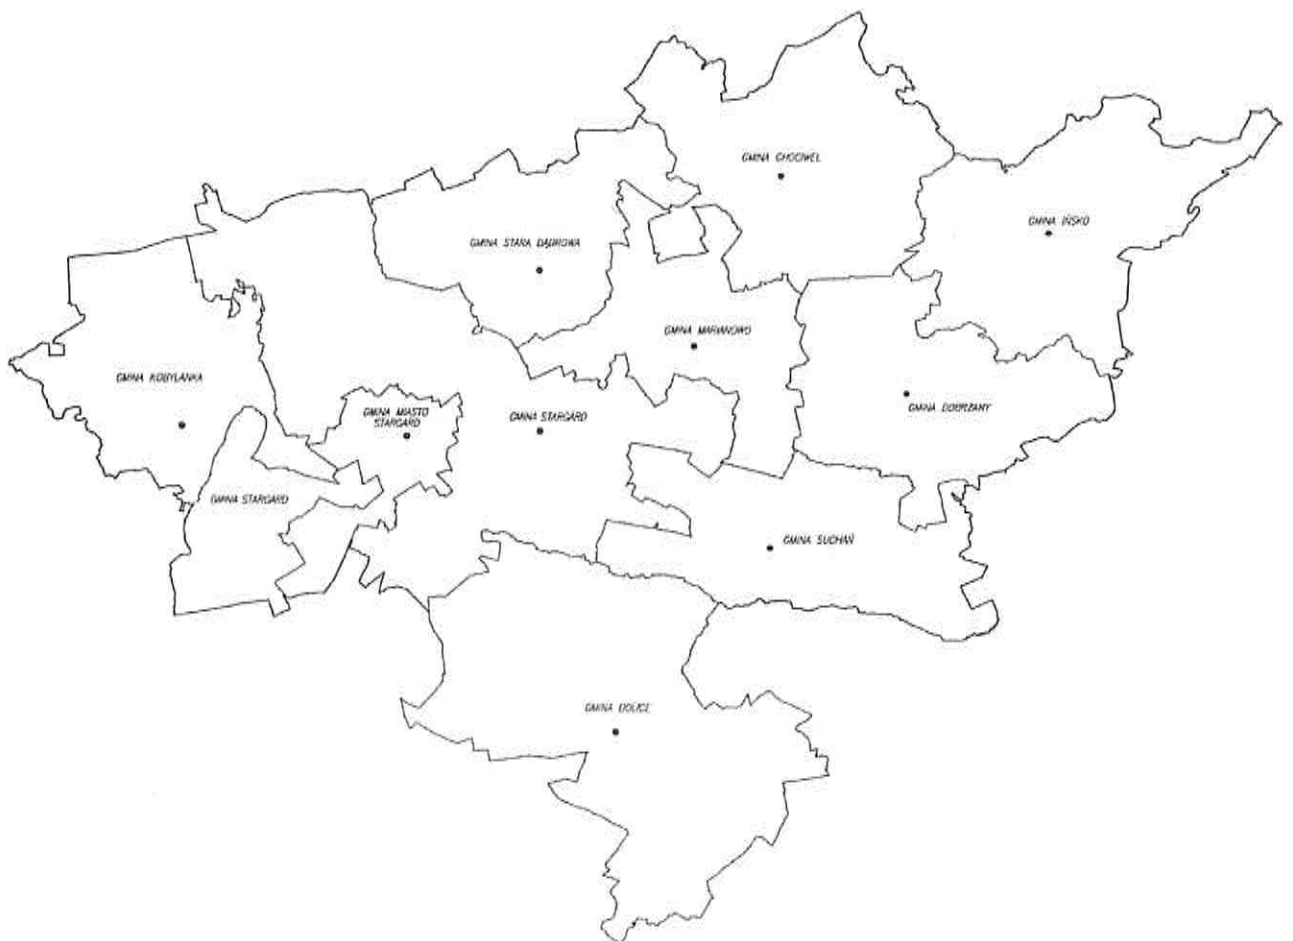 GMINA CHOCIWEL
GMINA IŃSKO
GMINA STARA DĄBROWA
GMINA MARIANOWO
GMINA KOBYLANKA
GMINA MIASTO
STARGARD
GMINA STARGARD
GMINA DOBRZANY
GMINA STARGARD
GMINA SUCHAŃ
GMINA DOLICE